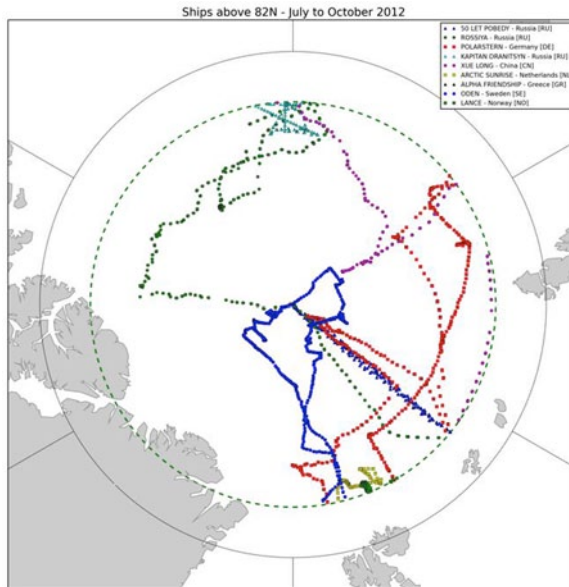 Ships above 82N - July to October 2012
50 LET POBEDY - Russia [RU]
ROSSIYA - Russia [RU]
POLARSTERN - Germany [DE]
KAPITAN DRANITSYN - Russia [RU]
XUE LONG - China [CN]
ARCTIC SUNRISE - Netherlands [NL
ALPHA FRIENDSHIP - Greece [GR]
ODEN - Sweden [SE]
LANCE - Norway [NO]